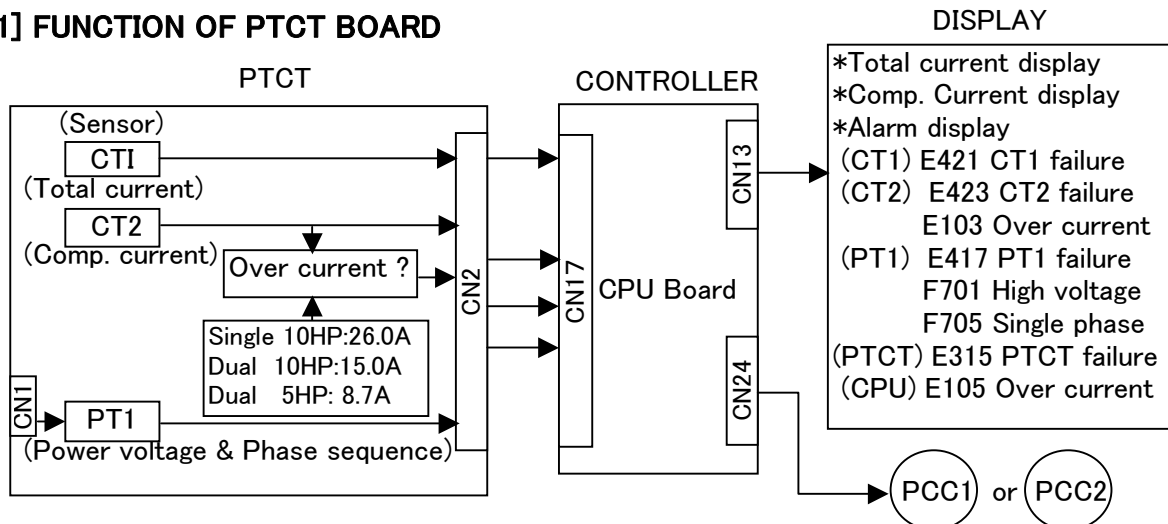 1] FUNCTION OF PTCT BOARD
PTCT
(Sensor)
CTI
(Total current)
CT2
(Comp. current)
Over current ?
Single 10HP:26.0A
Dual 10HP:15.0A
Dual 5HP: 8.7A
CN1
PT1
(Power voltage & Phase sequence)
CN2
CONTROLLER
CN17
CPU Board
CN13
CN24
DISPLAY
*Total current display
*Comp. Current display
*Alarm display
(CT1) E421 CT1 failure
(CT2) E423 CT2 failure
E103 Over current
(PT1) E417 PT1 failure
F701 High voltage
F705 Single phase
(PTCT) E315 PTCT failure
(CPU) E105 Over current
PCC1 or PCC2